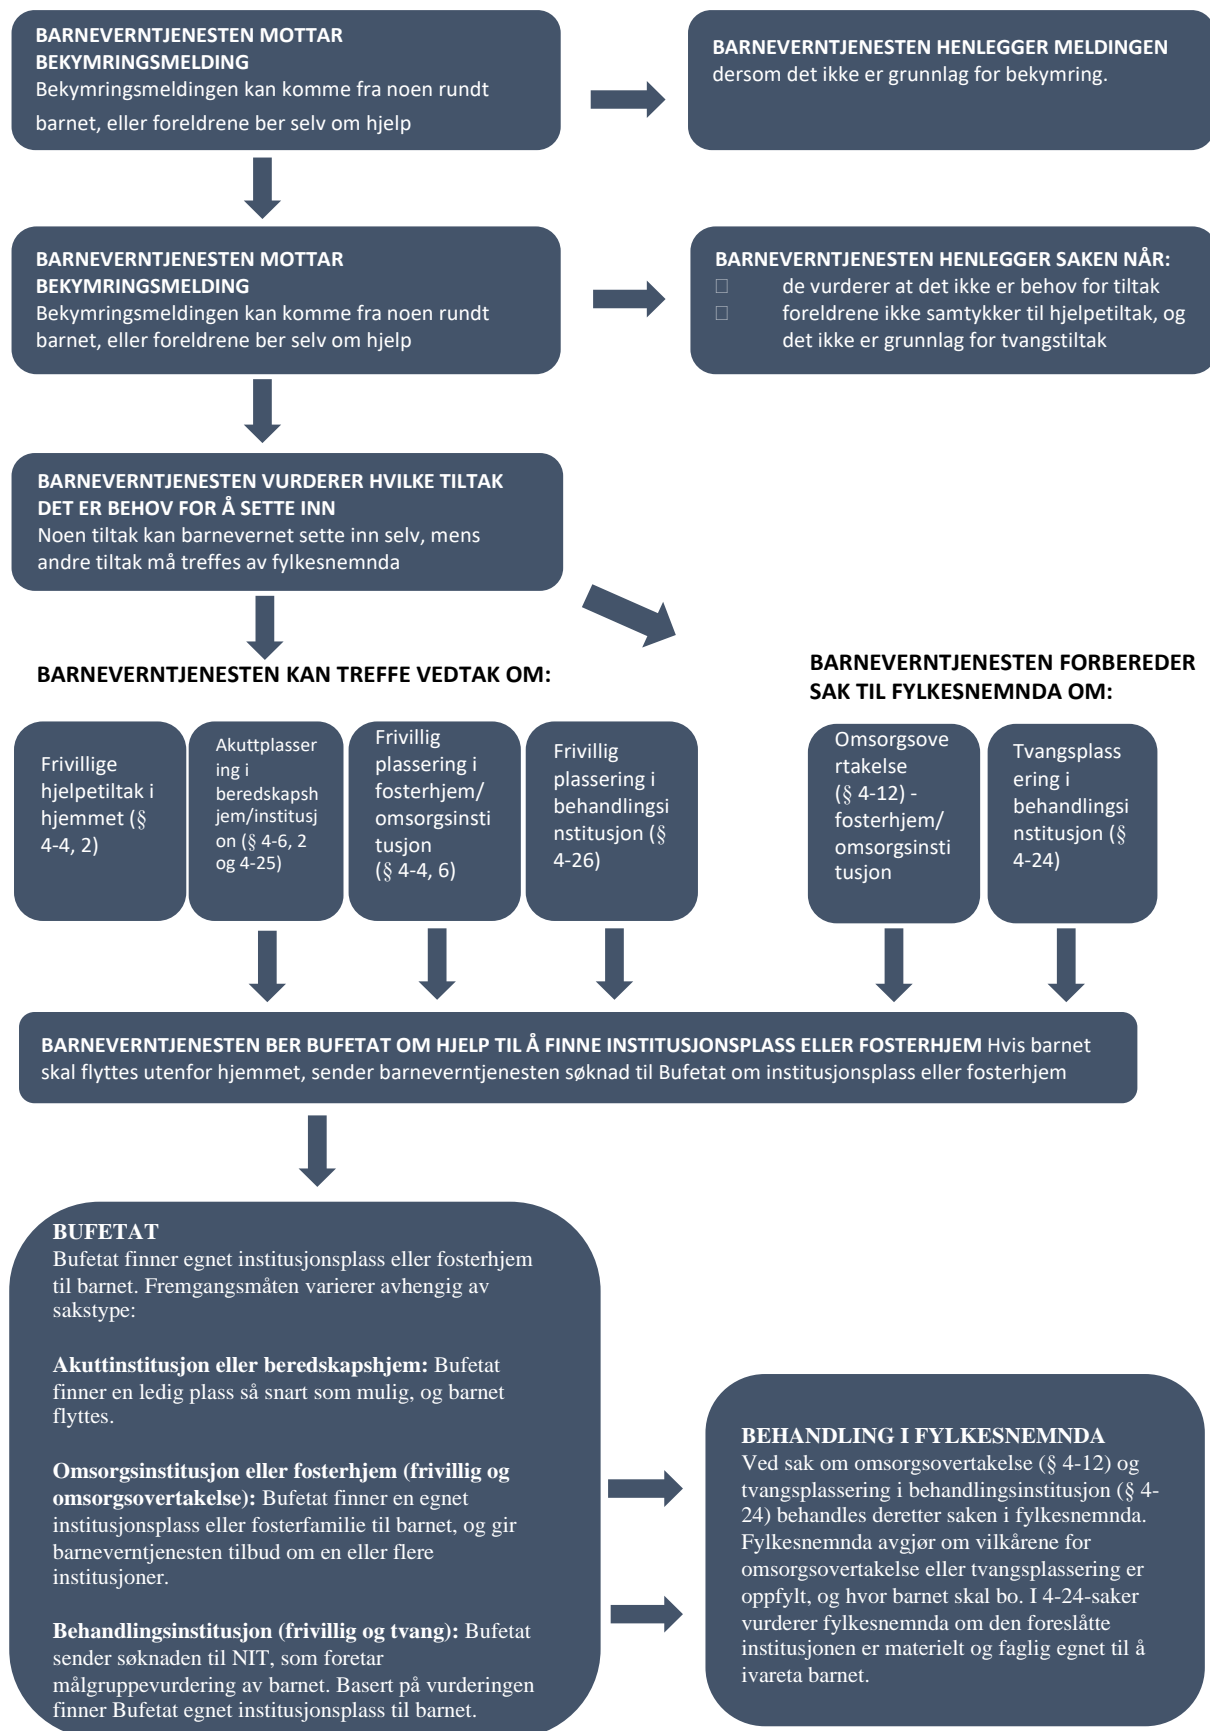 BARNEVERNTJENESTEN MOTTAR
BEKYMRINGSMELDING
Bekymringsmeldingen kan komme fra noen rundt
barnet, eller foreldrene ber selv om hjelp
BARNEVERNTJENESTEN HENLEGGER MELDINGEN
dersom det ikke er grunnlag for bekymring.
BARNEVERNTJENESTEN MOTTAR
BEKYMRINGSMELDING
Bekymringsmeldingen kan komme fra noen rundt
barnet, eller foreldrene ber selv om hjelp
BARNEVERNTJENESTEN HENLEGGER SAKEN NÅR:
de vurderer at det ikke er behov for tiltak
foreldrene ikke samtykker til hjelpetiltak, og
det ikke er grunnlag for tvangstiltak
BARNEVERNTJENESTEN VURDERER HVILKE TILTAK
DET ER BEHOV FOR Å SETTE INN
Noen tiltak kan barnevernet sette inn selv, mens
andre tiltak må treffes av fylkesnemnda
BARNEVERNTJENESTEN KAN TREFFE VEDTAK OM:
BARNEVERNTJENESTEN FORBEREDER
SAK TIL FYLKESNEMNDA OM:
Frivillige
hjelpetiltak i
hjemmet (§
4-4, 2)
Akuttplasser
ing i
beredskapsh
jem/institusj
on (§ 4-6, 2
og 4-25)
Frivillig
plassering i
fosterhjem/
omsorgsinsti
tusjon
(§ 4-4, 6)
Frivillig
plassering i
behandlingsi
nstitusjon (§
4-26)
Omsorgsove
rtakelse
(§ 4-12) -
fosterhjem/
omsorgsinsti
tusjon
Tvangsplass
ering i
behandlingsi
nstitusjon (§
4-24)
BARNEVERNTJENESTEN BER BUFETAT OM HJELP TIL Å FINNE INSTITUSJONSPLASS ELLER FOSTERHJEM Hvis barnet
skal flyttes utenfor hjemmet, sender barneverntjenesten søknad til Bufetat om institusjonsplass eller fosterhjem
BUFETAT
Bufetat finner egnet institusjonsplass eller fosterhjem
til barnet. Fremgangsmåten varierer avhengig av
sakstype:
Akuttinstitusjon eller beredskapshjem: Bufetat
finner en ledig plass så snart som mulig, og barnet
flyttes.
Omsorgsinstitusjon eller fosterhjem (frivillig og
omsorgsovertakelse): Bufetat finner en egnet
institusjonsplass eller fosterfamilie til barnet, og gir
barneverntjenesten tilbud om en eller flere
institusjoner.
Behandlingsinstitusjon (frivillig og tvang): Bufetat
sender søknaden til NIT, som foretar
målgruppevurdering av barnet. Basert på vurderingen
finner Bufetat egnet institusjonsplass til barnet.
BEHANDLING I FYLKESNEMNDA
Ved sak om omsorgsovertakelse (§ 4-12) og
tvangsplassering i behandlingsinstitusjon (§ 4-
24) behandles deretter saken i fylkesnemnda.
Fylkesnemnda avgjør om vilkårene for
omsorgsovertakelse eller tvangsplassering er
oppfylt, og hvor barnet skal bo. I 4-24-saker
vurderer fylkesnemnda om den foreslåtte
institusjonen er materielt og faglig egnet til å
ivareta barnet.